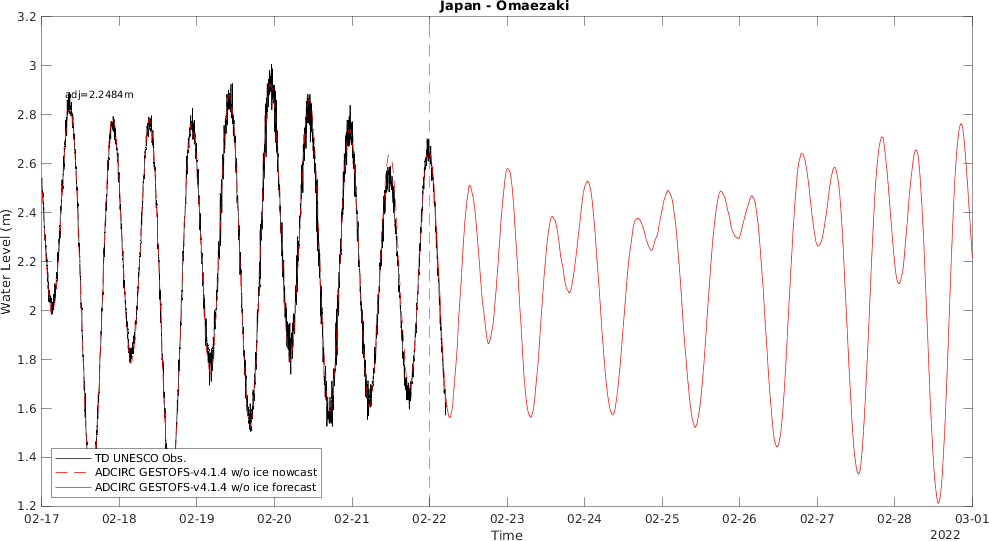 Japan - Omaezaki
3.2
3
2.8
2.6
2.4
2.2
2
1.8
1.6
1.4
1.2
Water Level (m)
adj=2.2484m
TD UNESCO Obs.
ADCIRC GESTOFS-v4.1.4 w/o ice nowcast
ADCIRC GESTOFS-v4.1.4 w/o ice forecast
02-17 02-18 02-19 02-20 02-21 02-22 02-23 02-24 02-25 02-26 02-27 02-28 03-01
Time
2022